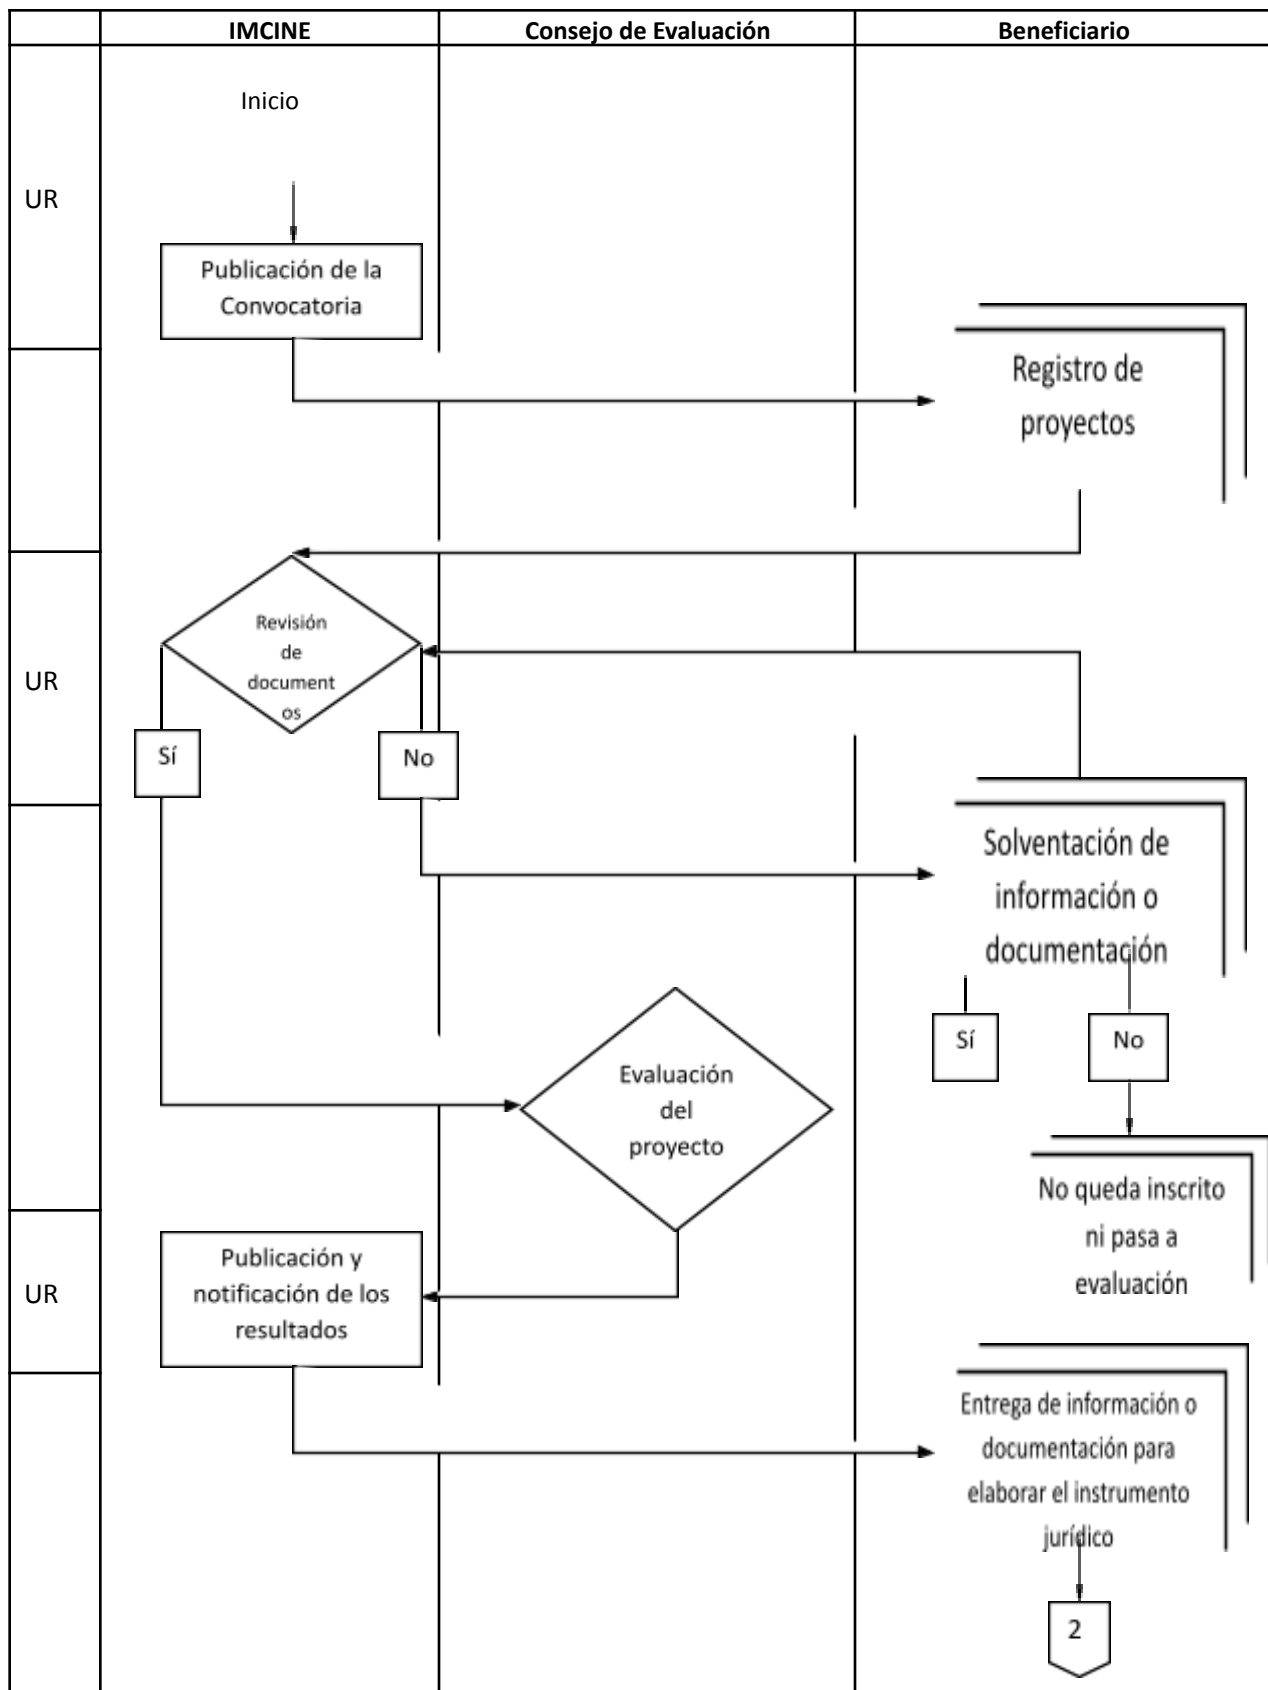 IMCINE
Consejo de Evaluación
Beneficiario
Inicio
UR
Publicación de la
Convocatoria
Registro de
proyectos
UR
Revisión
de
document
os
Sí
No
Solventación de
información o
documentación
Sí
No
Evaluación
del
proyecto
No queda inscrito
ni pasa a
evaluación
UR
Publicación y
notificación de los
resultados
Entrega de información o
documentación para
elaborar el instrumento
jurídico
2